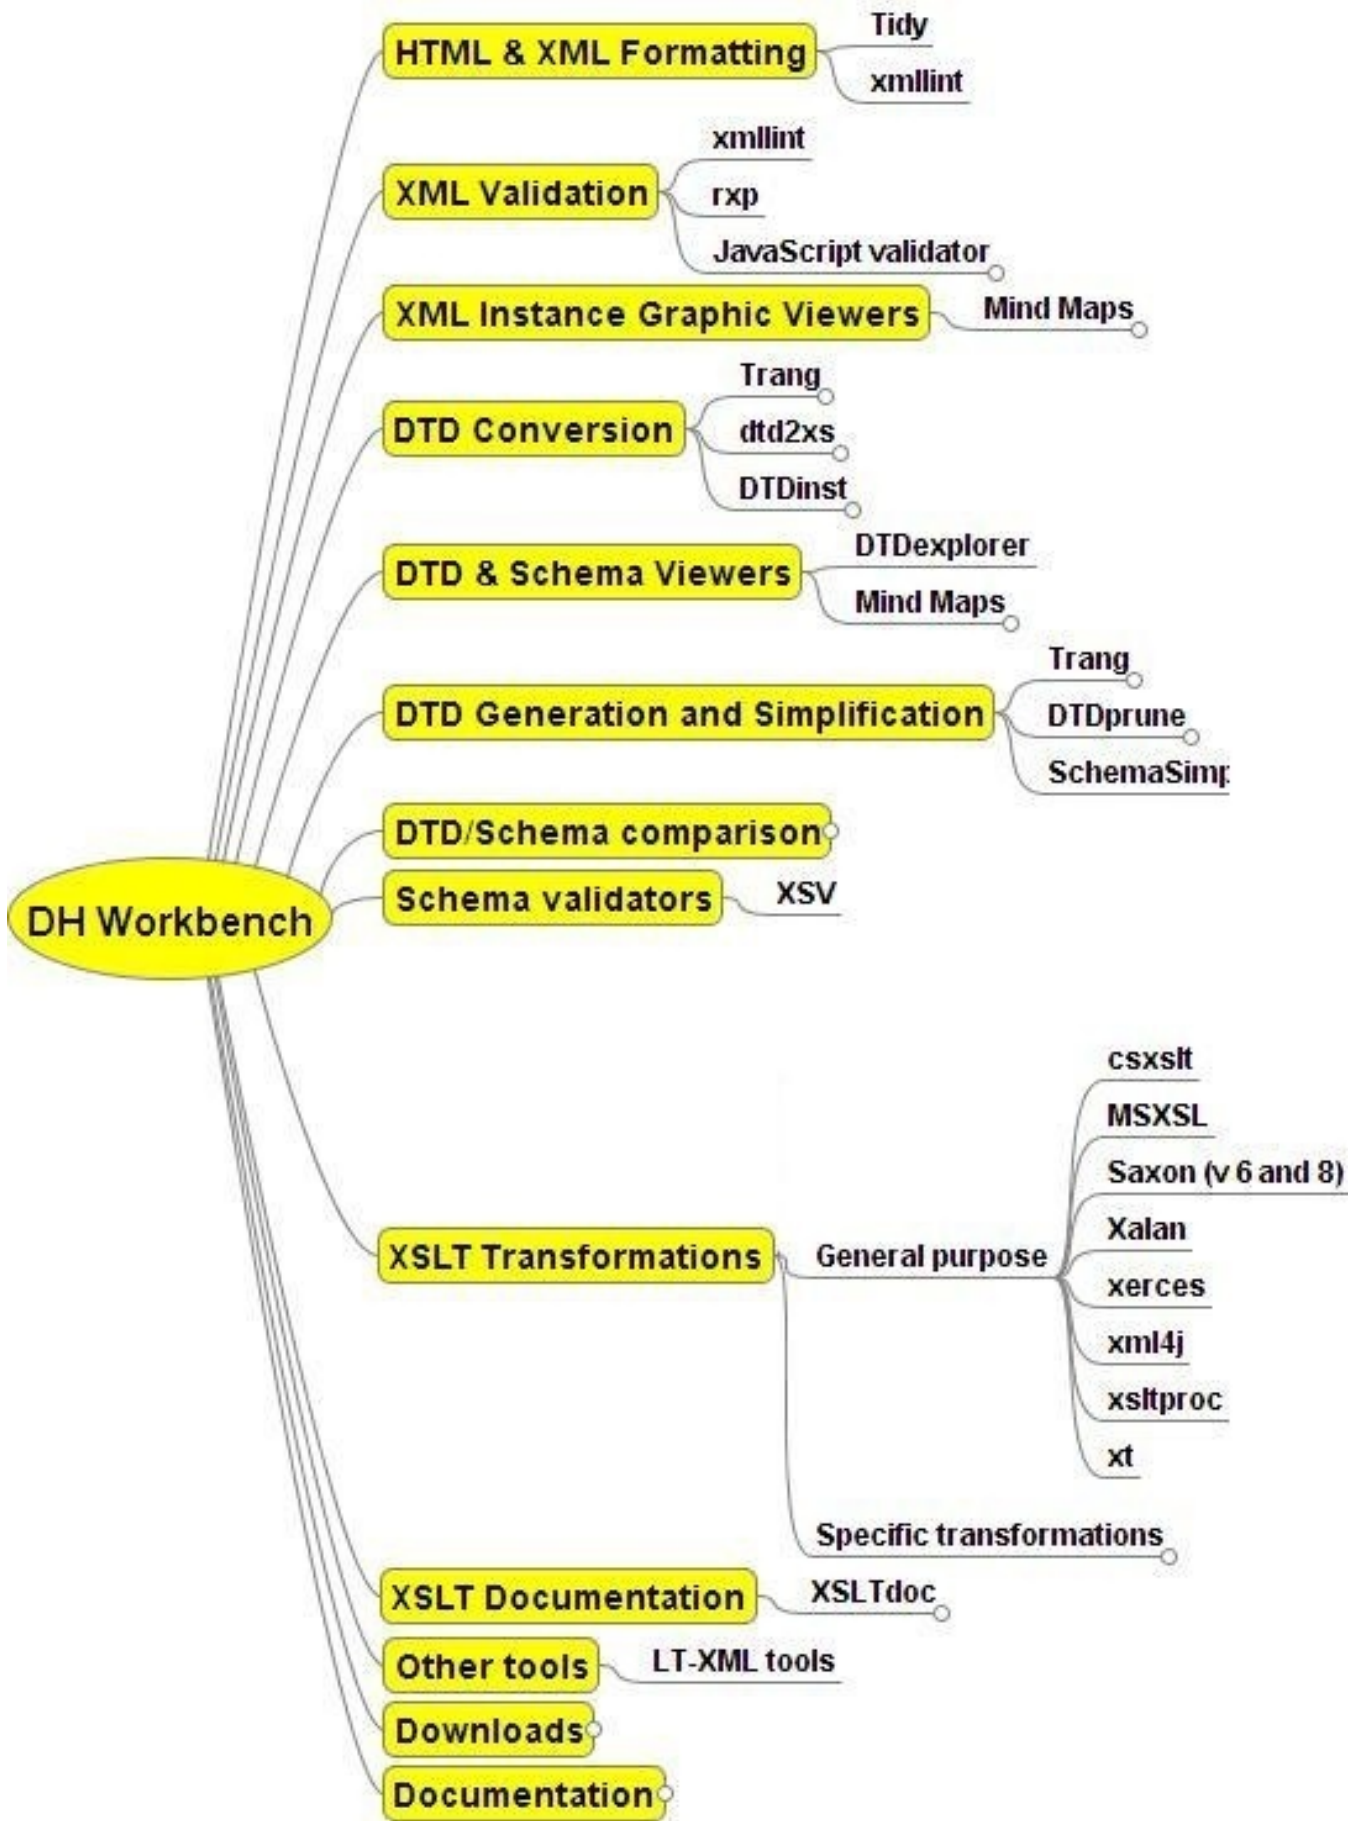 HTML & XML Formatting
Tidy
xmllint
XML Validation
xmllint
rxp
JavaScript validator
XML Instance Graphic Viewers
Mind Maps
DTD Conversion
Trang
dtd2xs
DTDinst
DTD & Schema Viewers
DTDexplorer
Mind Maps
DTD Generation and Simplification
Trang
DTDprune
SchemaSimp
DTD/Schema comparison
Schema validators
XSV
DH Workbench
XSLT Transformations
General purpose
csxslt
MSXSL
Saxon (v 6 and 8)
Xalan
xerces
xml4j
xsltproc
xt
Specific transformations
XSLT Documentation
XSLTdoc
Other tools
LT-XML tools
Downloads
Documentation